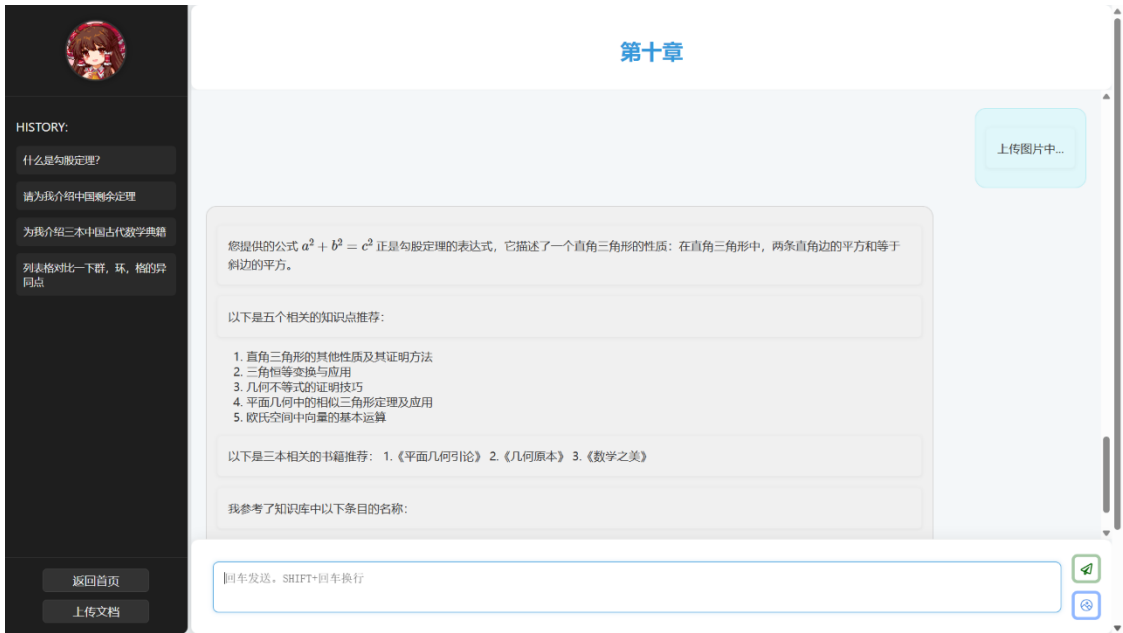 第十章
HISTORY:
什么是勾股定理?
请为我介绍中国剩余定理
为我介绍三本中国古代数学典籍
列表格对比一下群，环，格的异
同点
返回首页
上传文档
上传图片中...
您提供的公式 a² + b² = c² 正是勾股定理的表达式，它描述了一个直角三角形的性质：在直角三角形中，两条直角边的平方和等于
斜边的平方。
以下是五个相关的知识点推荐：
1. 直角三角形的其他性质及其证明方法
2. 三角恒等变换与应用
3. 几何不等式的证明技巧
4. 平面几何中的相似三角形定理及应用
5. 欧氏空间中向量的基本运算
以下是三本相关的书籍推荐： 1.《平面几何引论》 2.《几何原本》 3.《数学之美》
我参考了知识库中以下条目的名称：
回车发送。SHIFT+回车换行